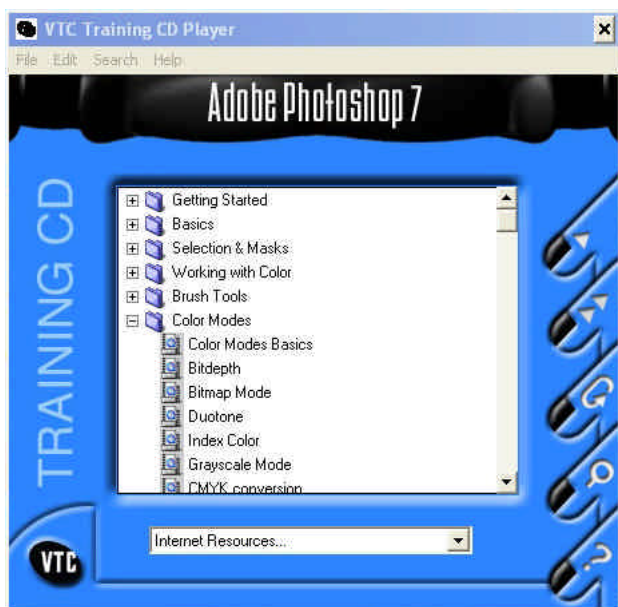 VTC Training CD Player
File Edit Search Help
Adobe Photoshop 7
TRAINING CD
Getting Started
Basics
Selection & Masks
Working with Color
Brush Tools
Color Modes
Color Modes Basics
Bitdepth
Bitmap Mode
Duotone
Index Color
Grayscale Mode
CMYK conversion
Internet Resources...
VTC
?